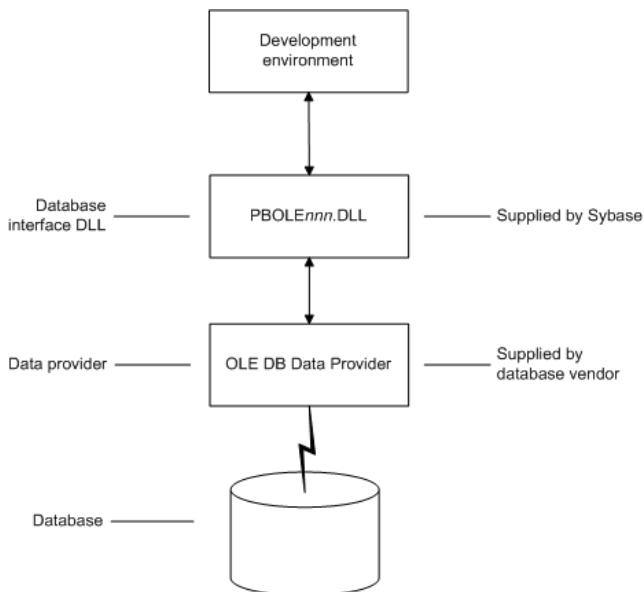 Development
environment
Database
interface DLL
PBOLEnnn.DLL
Supplied by Sybase
Data provider
OLE DB Data Provider
Supplied by
database vendor
Database